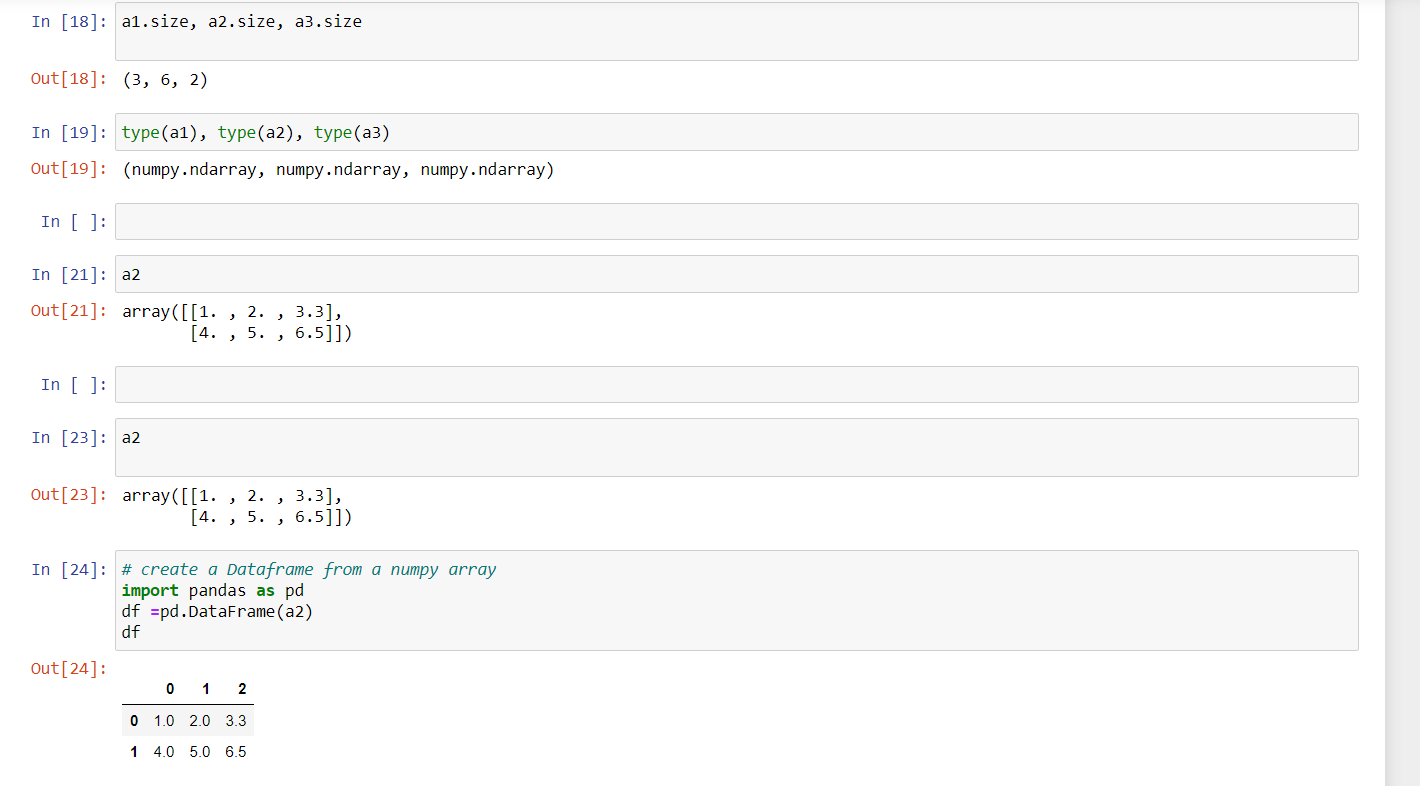 In [18]: a1.size, a2.size, a3.size
Out[18]: (3, 6, 2)
In [19]: type(a1), type(a2), type(a3)
Out[19]: (numpy.ndarray, numpy.ndarray, numpy.ndarray)
In [ ]:
In [21]: a2
Out[21]: array([[1. , 2. , 3.3],
[4. , 5. , 6.5]])
In [ ]:
In [23]: a2
Out[23]: array([[1. , 2. , 3.3],
[4. , 5. , 6.5]])
In [24]: # create a Dataframe from a numpy array
import pandas as pd
df =pd.DataFrame(a2)
df
Out[24]:
0 1 2
0 1.0 2.0 3.3
1 4.0 5.0 6.5